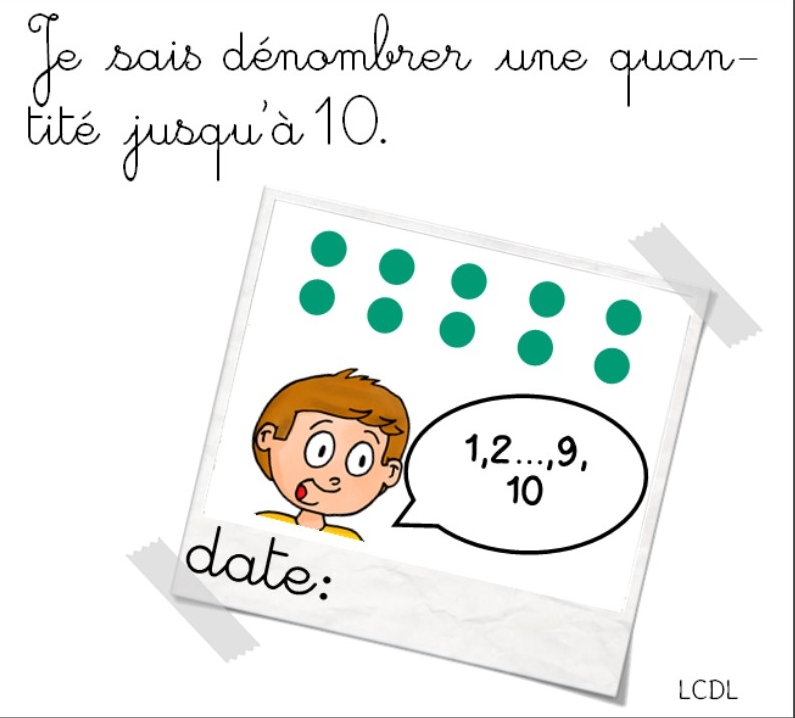 Je sais dénombrer une quan-
tité jusqu'à 10.
1,2...,9,
10
date:
LCDL